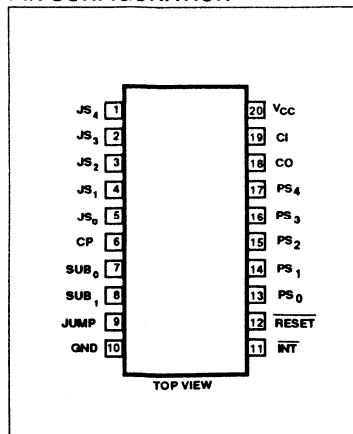 JS4 1 20 VCC
JS3 2 19 CI
JS2 3 18 CO
JS1 4 17 PS4
JS0 5 16 PS3
CP 6 15 PS2
SUB0 7 14 PS1
SUB1 8 13 PS0
JUMP 9 12 RESET
GND 10 11 INT
TOP VIEW